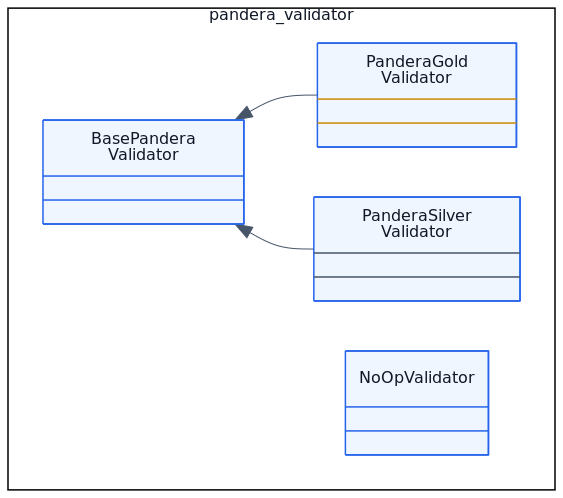 pandera_validator
PanderaGold
Validator
BasePandera
Validator
PanderaSilver
Validator
NoOpValidator